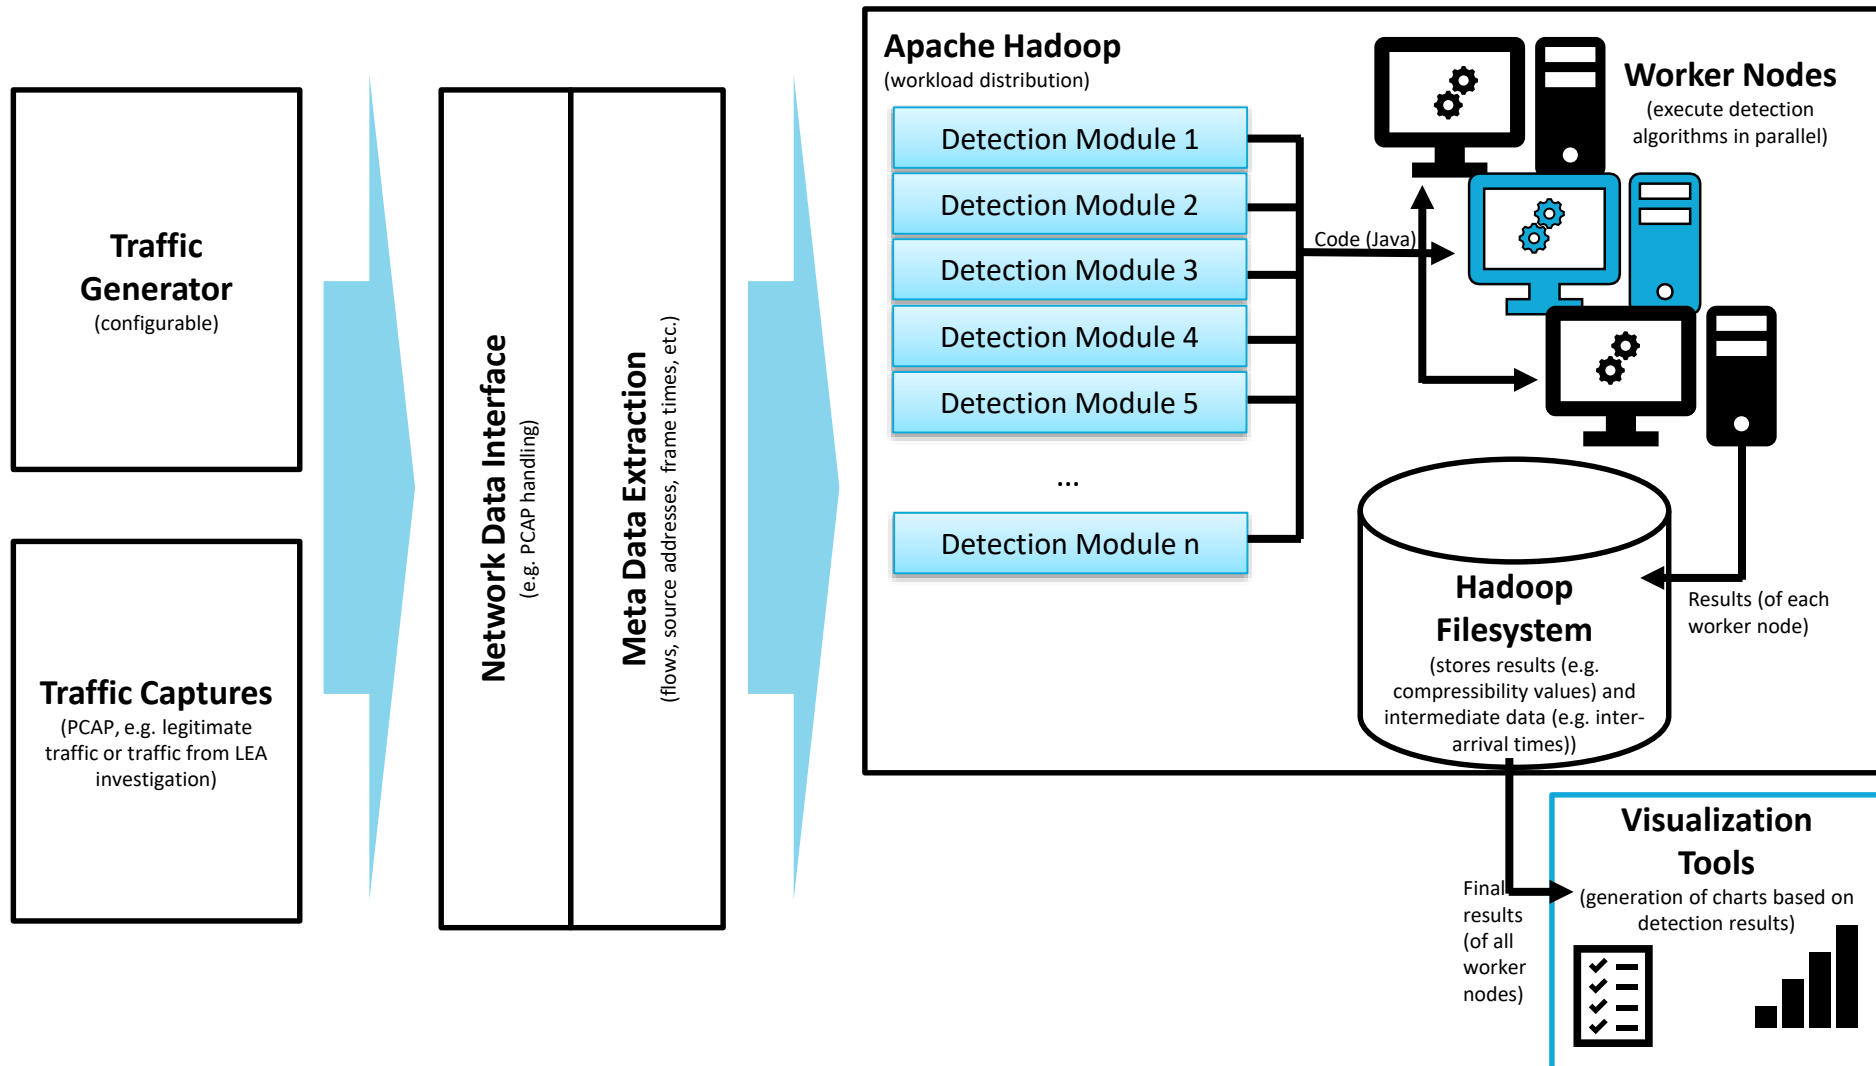 Traffic
Generator
(configurable)
Traffic Captures
(PCAP, e.g. legitimate
traffic or traffic from LEA
investigation)
Network Data Interface
(e.g. PCAP handling)
Meta Data Extraction
(flows, source addresses, frame times, etc.)
Apache Hadoop
(workload distribution)
Detection Module 1
Detection Module 2
Detection Module 3
Detection Module 4
Detection Module 5
...
Detection Module n
Code (Java)
Worker Nodes
(execute detection
algorithms in parallel)
Results (of each
worker node)
Hadoop
Filesystem
(stores results (e.g.
compressibility values) and
intermediate data (e.g. inter-
arrival times))
Final
results
(of all
worker
nodes)
Visualization
Tools
(generation of charts based on
detection results)